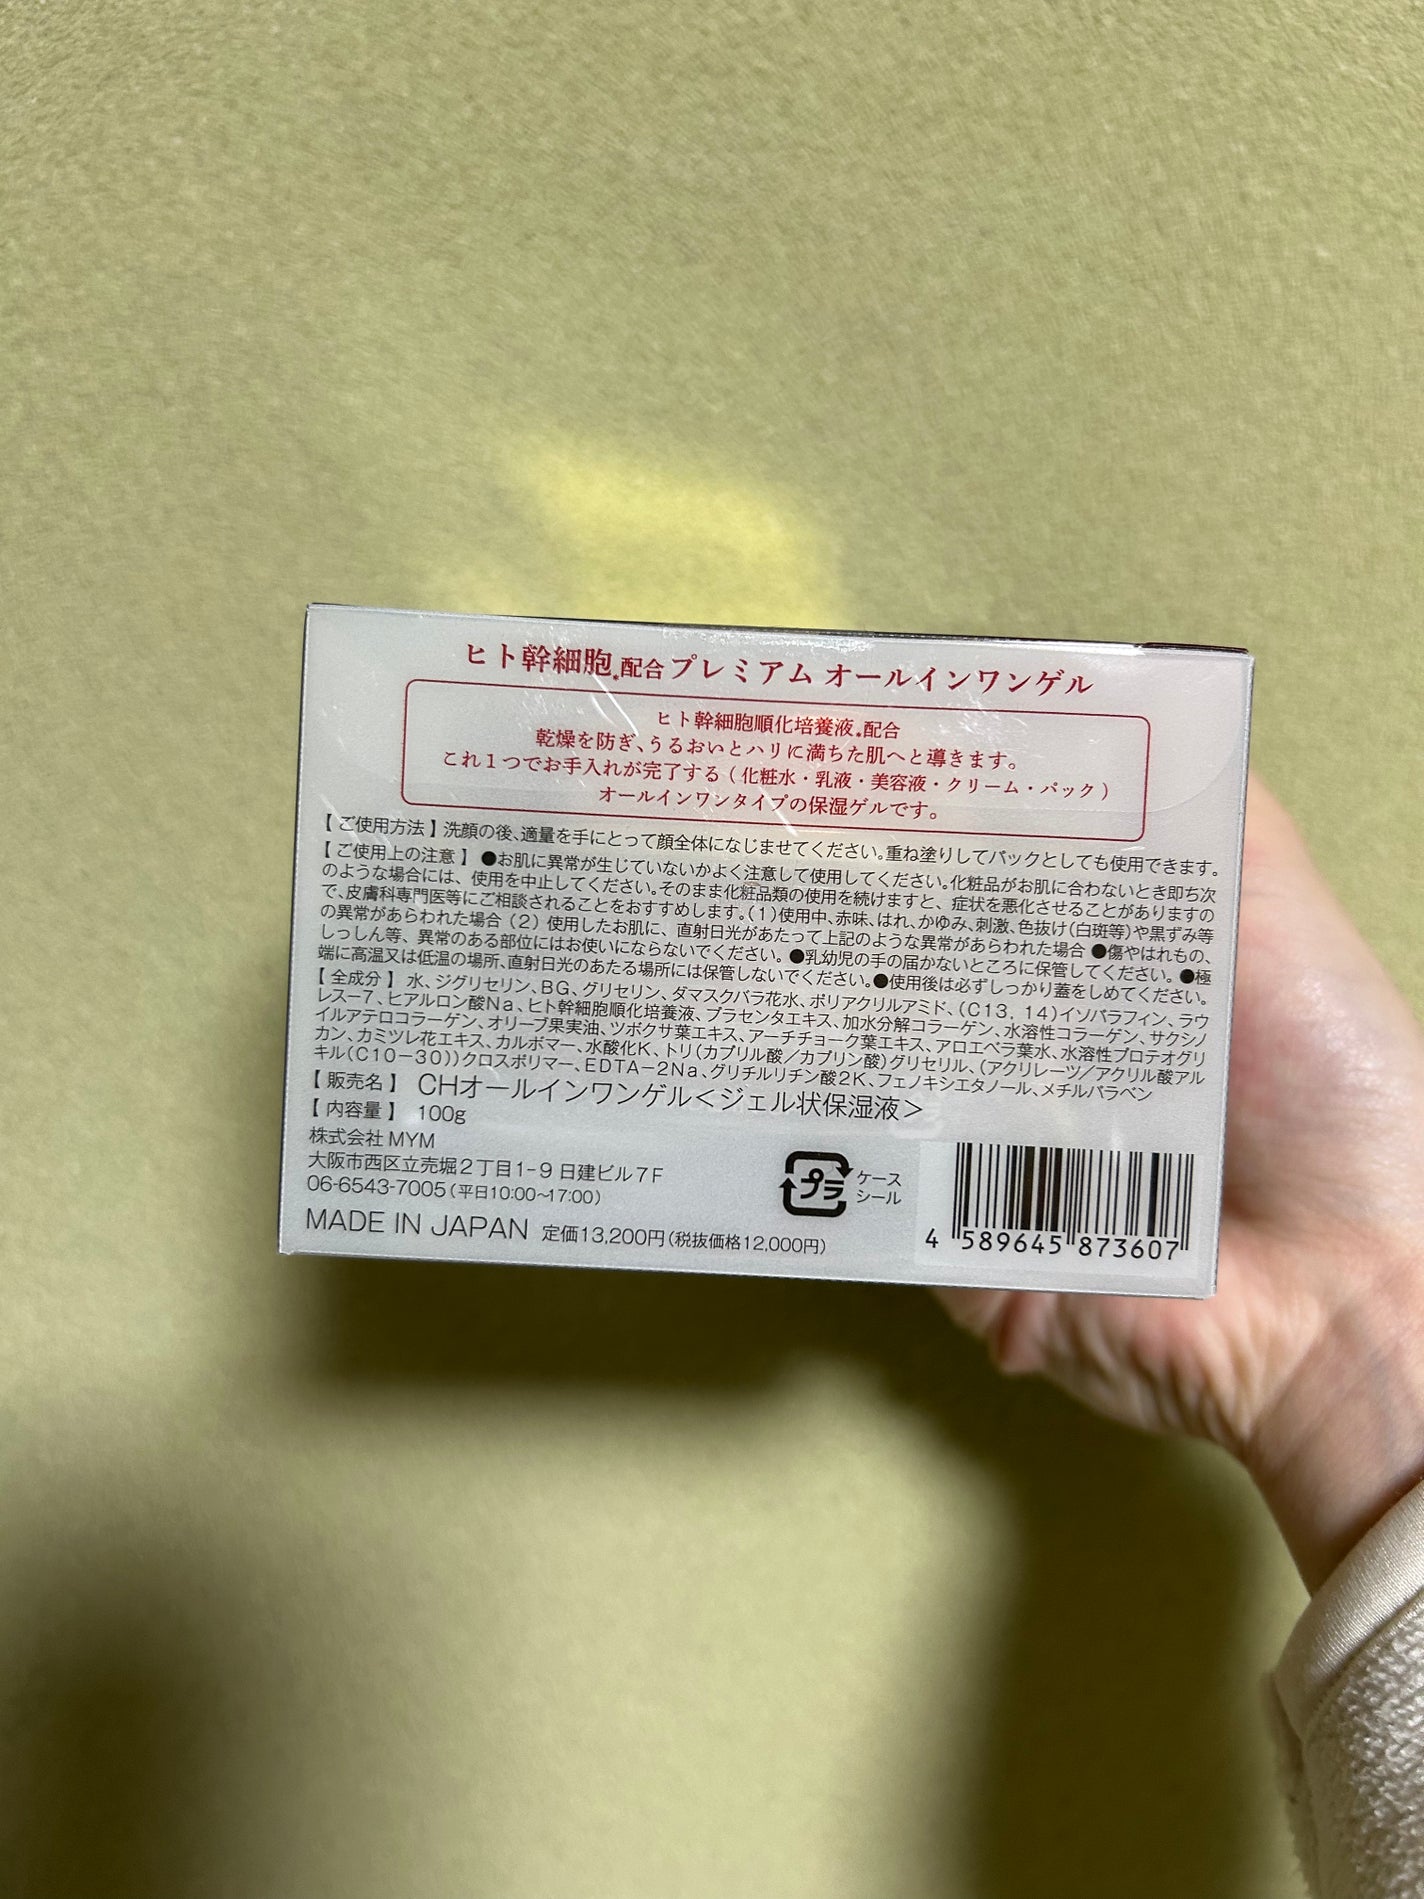 ヒト幹細胞*配合プレミアム オールインワンゲル
ヒト幹細胞順化培養液*配合
乾燥を防ぎ、うるおいとハリに満ちた肌へと導きます。
これ1つでお手入れが完了する（化粧水・乳液・美容液・クリーム・パック）
オールインワンタイプの保湿ゲルです。
【ご使用方法】洗顔の後、適量を手にとって顔全体になじませてください。重ね塗りしてパックとしても使用できます。
【ご使用上の注意】●お肌に異常が生じていないかよく注意して使用してください。化粧品がお肌に合わないとき即ち次
のような場合には、使用を中止してください。そのまま化粧品類の使用を続けますと、症状を悪化させることがありますの
で、皮膚科専門医等にご相談されることをおすすめします。(1)使用中、赤味、はれ、かゆみ、刺激、色抜け(白斑等)や黒ずみ等
の異常があらわれた場合(2)使用したお肌に、直射日光があたって上記のような異常があらわれた場合●傷やはれもの、
しっしん等、異常のある部位にはお使いにならないでください。●乳幼児の手の届かないところに保管してください。●極
端に高温又は低温の場所、直射日光のあたる場所には保管しないでください。●使用後は必ずしっかり蓋をしめてください。
【全成分】水、ジグリセリン、BG、グリセリン、ダマスクバラ花水、ポリアクリルアミド、(C13，14)イソパラフィン、ラウ
レス-7、ヒアルロン酸Na、ヒト幹細胞順化培養液、プラセンタエキス、加水分解コラーゲン、水溶性コラーゲン、サクシノ
イルアテロコラーゲン、オリーブ果実油、ツボクサ葉エキス、アーチチョーク葉エキス、アロエベラ葉水、水溶性プロテオグリ
カン、カミツレ花エキス、カルボマー、水酸化K、トリ(カプリル酸／カプリン酸)グリセリル、(アクリレーツ／アクリル酸アル
キル(C10-30))クロスポリマー、EDTA-2Na、グリチルリチン酸2K、フェノキシエタノール、メチルパラベン
【販売名】 CHオールインワンゲル＜ジェル状保湿液＞
【内容量】 100g
株式会社MYM
大阪市西区立売堀2丁目1-9 日建ビル7F
06-6543-7005(平日10:00~17:00)
MADE IN JAPAN 定価13,200円(税抜価格12,000円)
プラ
ケース
シール
4 589645 873607